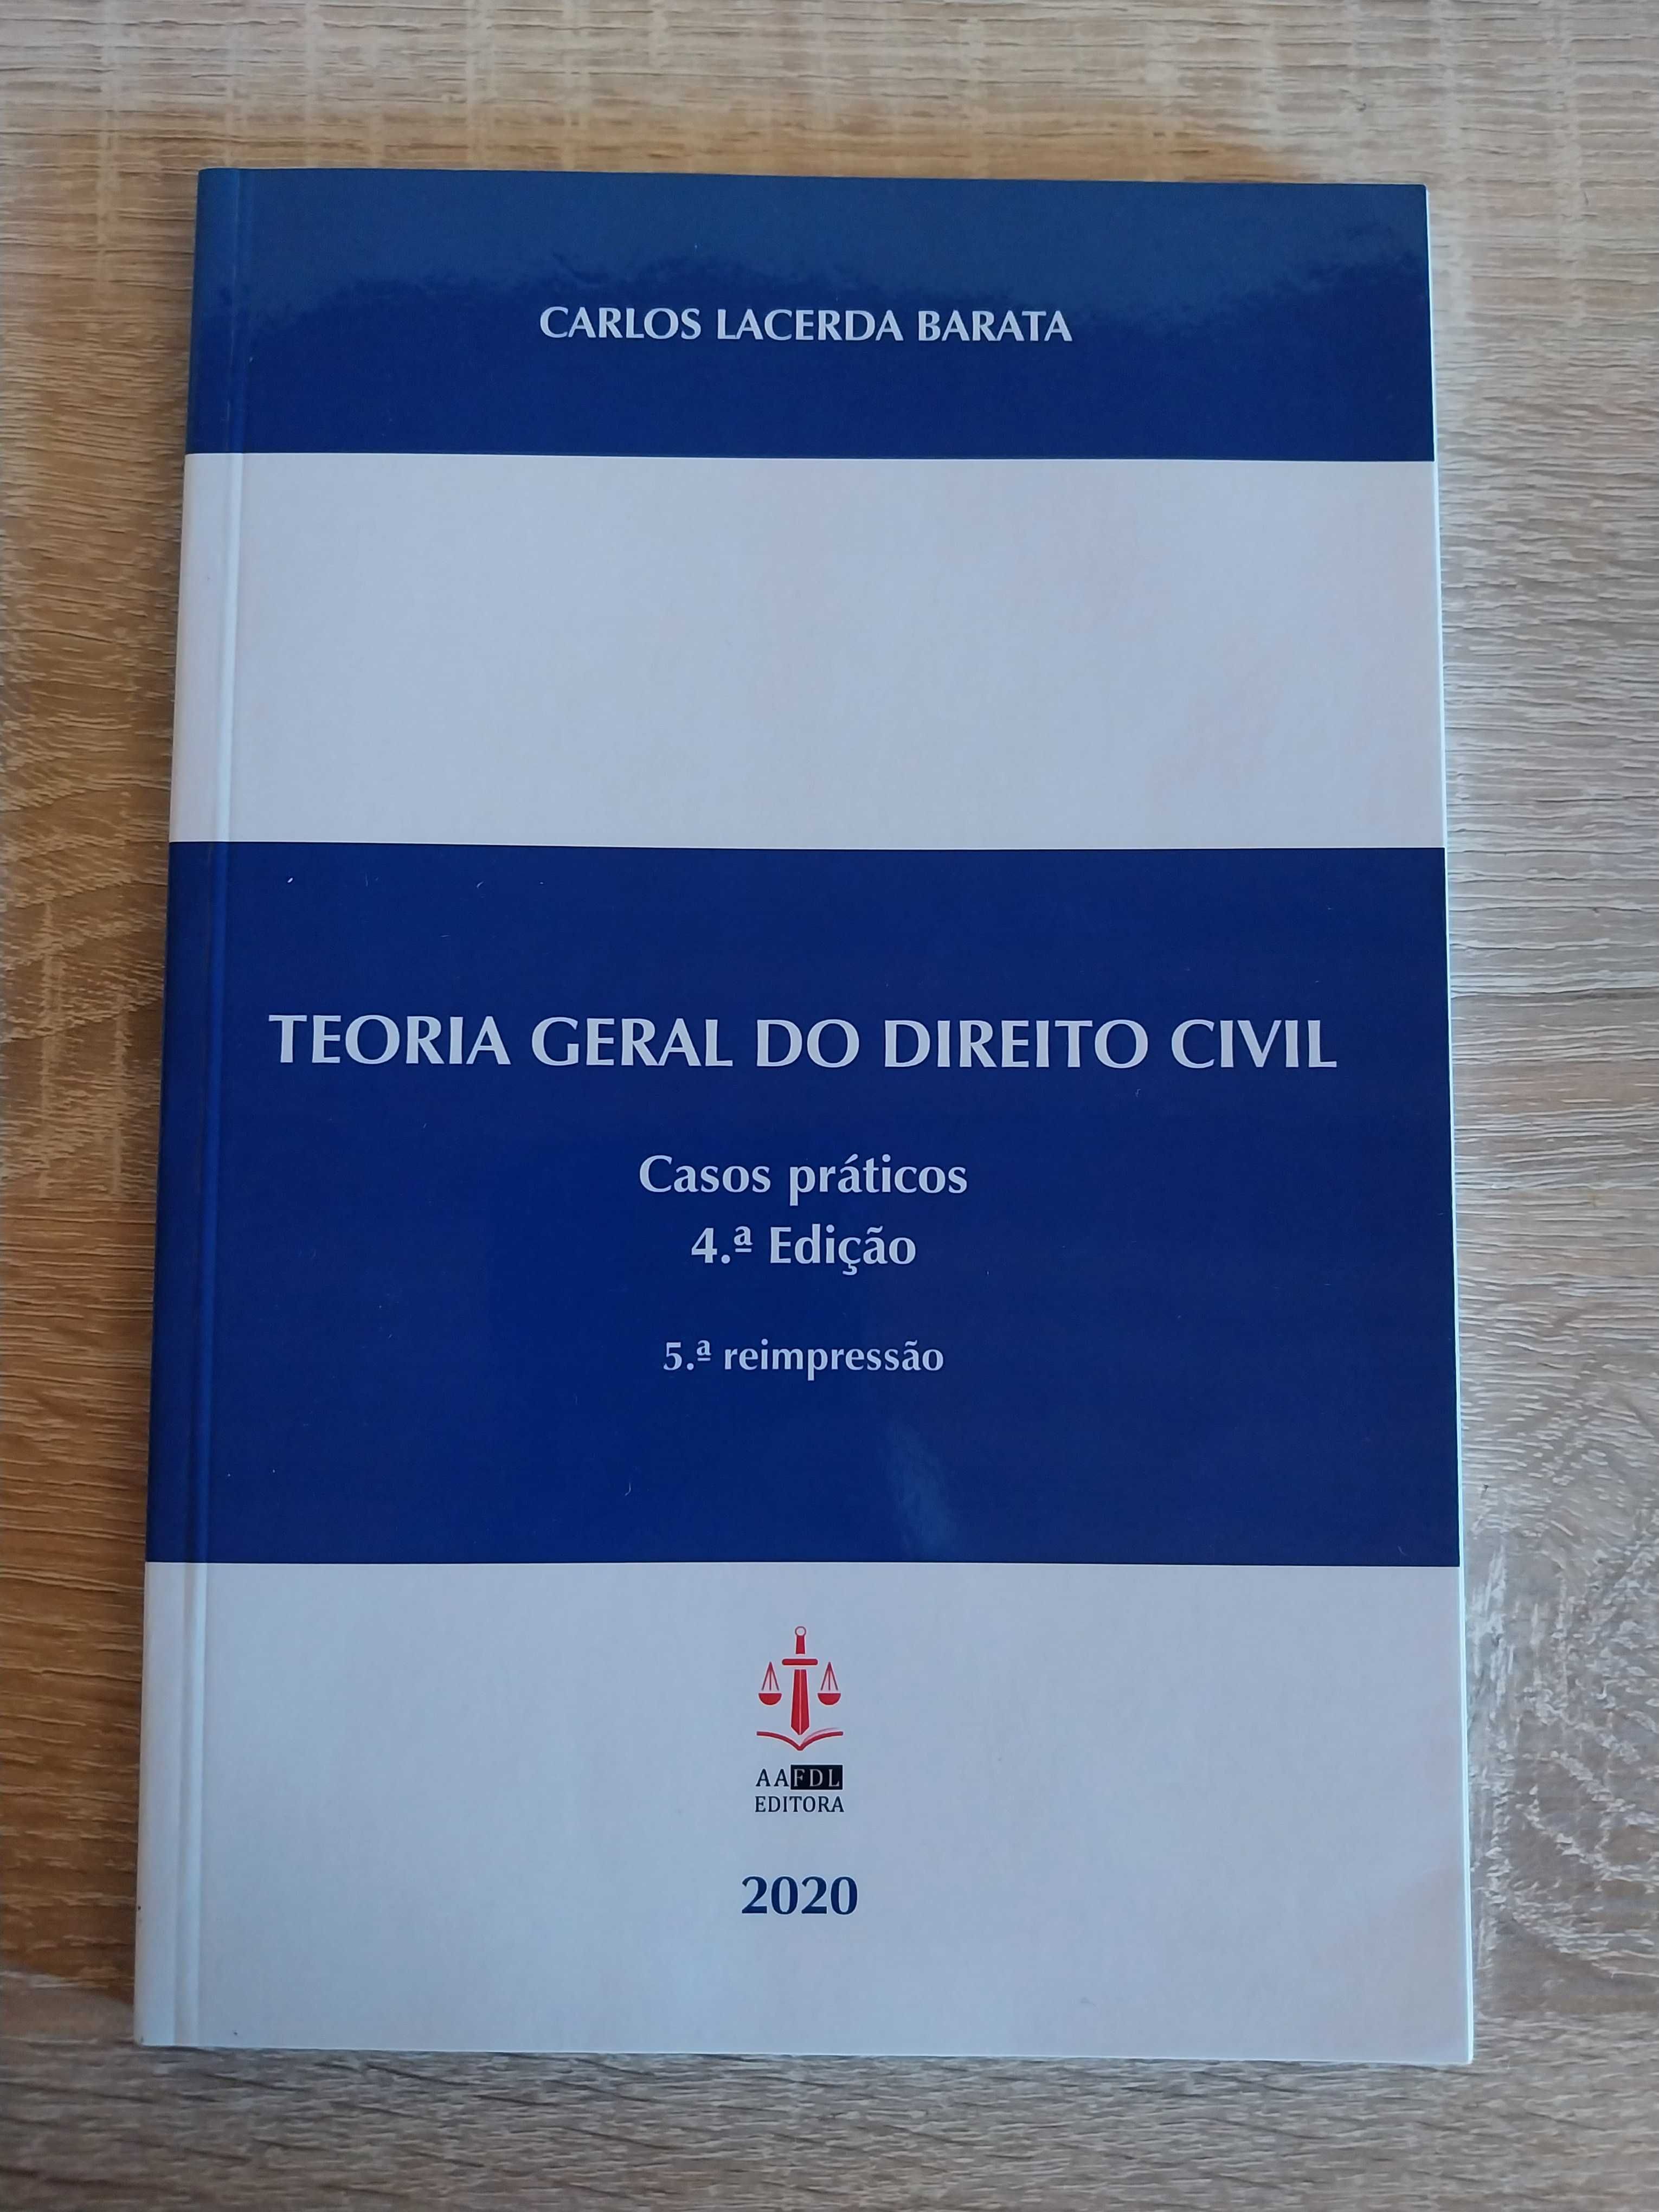 CARLOS LACERDA BARATA
TEORIA GERAL DO DIREITO CIVIL
Casos práticos
4.ª Edição
5.ª reimpressão
AAFDL
EDITORA
2020